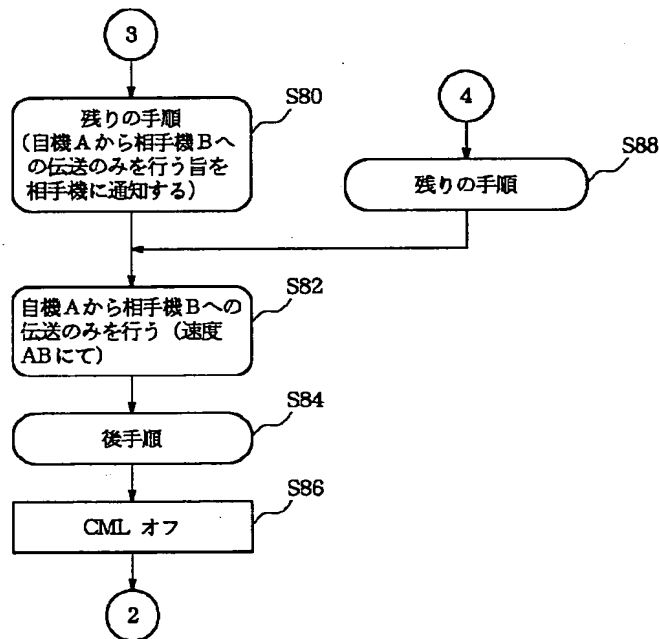 3
S80
残りの手順
(自機Aから相手機Bへ
の伝送のみを行う旨を
相手機に通知する)
4
S88
残りの手順
S82
自機Aから相手機Bへの
伝送のみを行う (速度
ABにて)
S84
後手順
S86
CML オフ
2